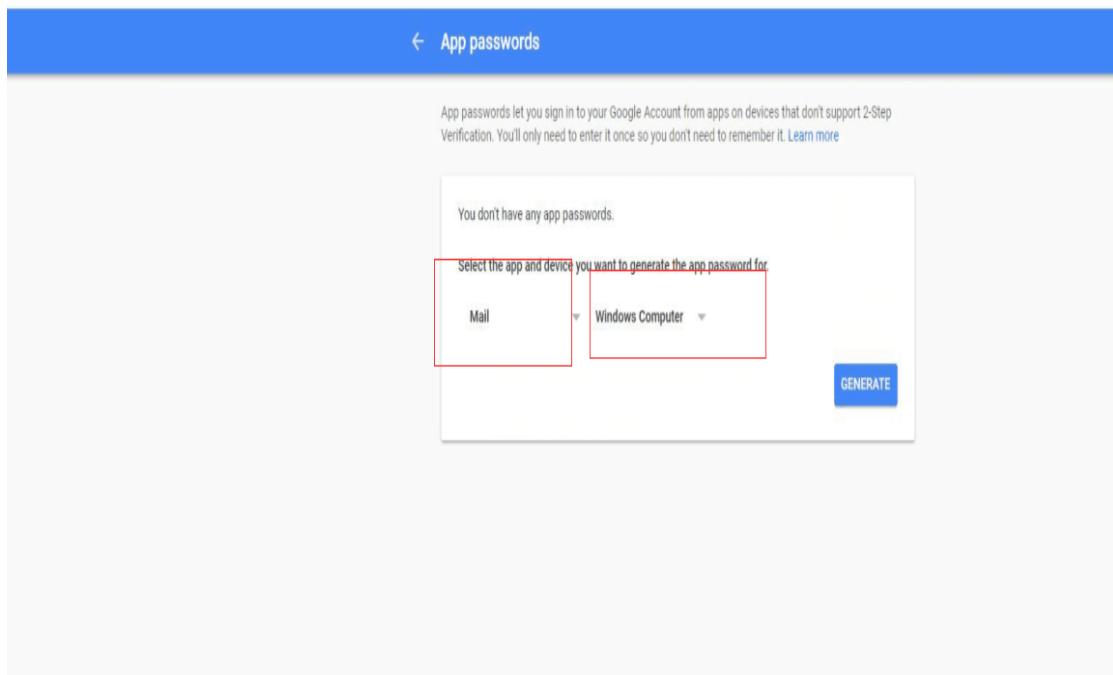 App passwords
App passwords let you sign in to your Google Account from apps on devices that don't support 2-Step
Verification. You'll only need to enter it once so you don't need to remember it. Learn more
You don't have any app passwords.
Select the app and device you want to generate the app password for.
Mail Windows Computer
GENERATE